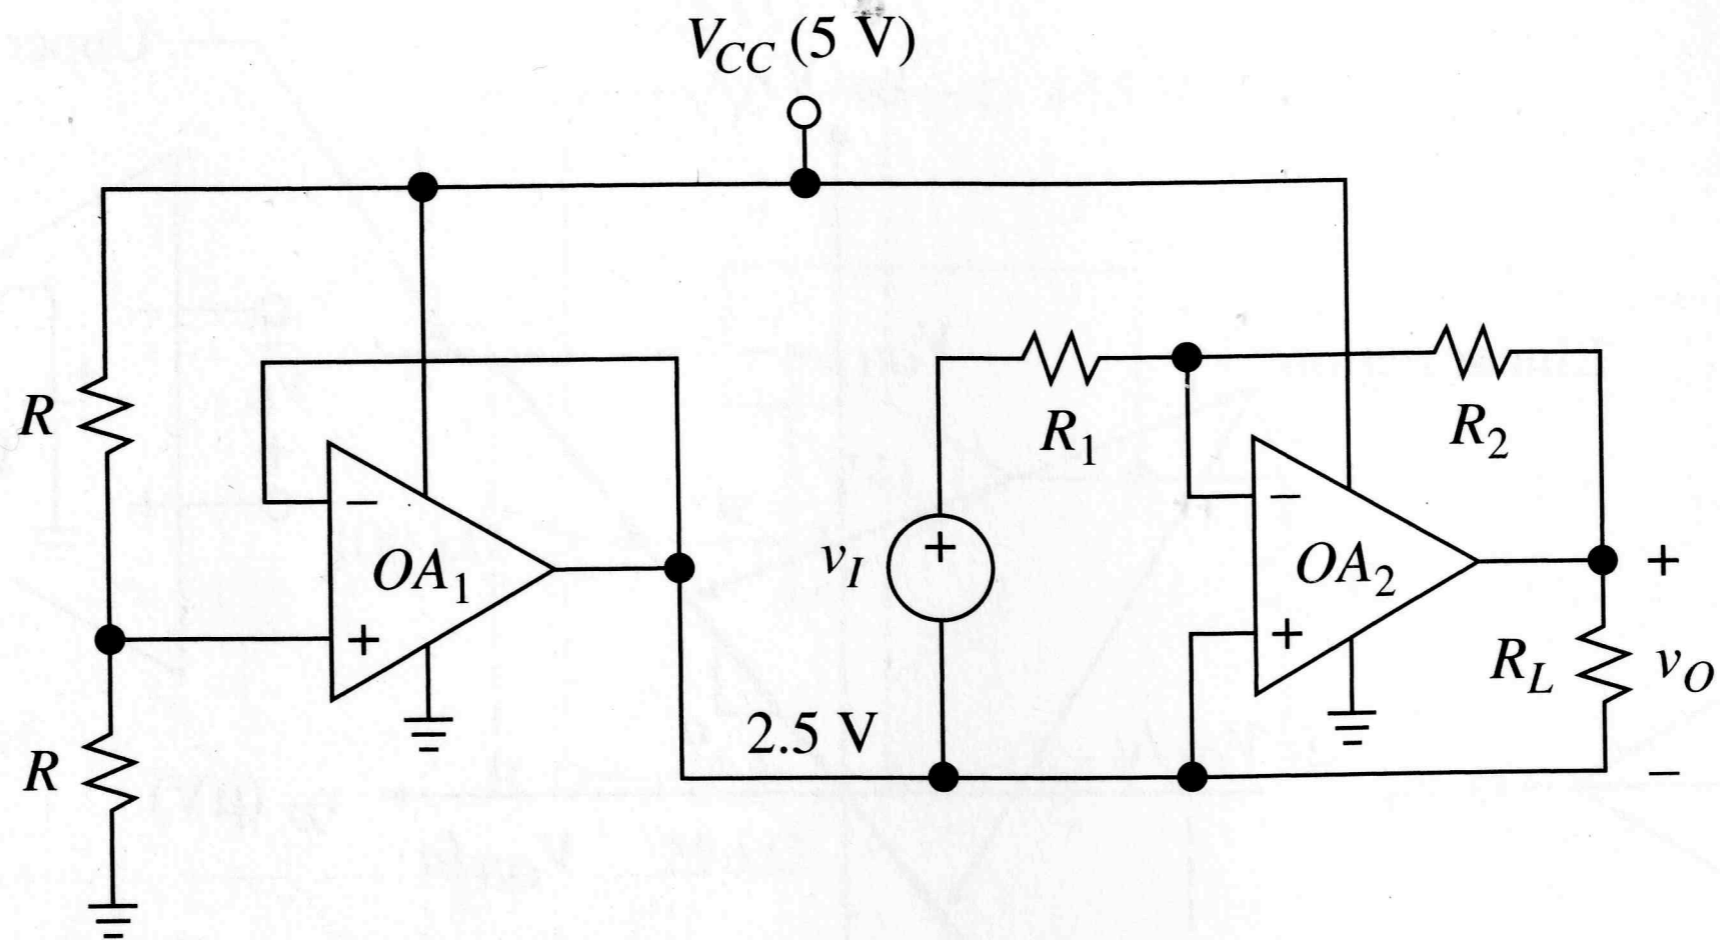 V_CC (5 V)
R
R_1
R_2
−
OA_1
+
v_I
+
−
OA_2
+
+
R_L
v_O
2.5 V
R
−